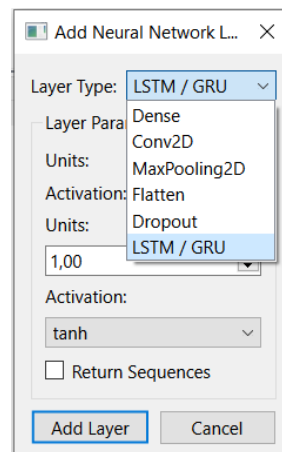 Add Neural Network L...
Layer Type: LSTM / GRU
Dense
Conv2D
MaxPooling2D
Flatten
Dropout
LSTM / GRU
Layer Para
Units:
Activation:
Units:
1,00
Activation:
tanh
Return Sequences
Add Layer Cancel